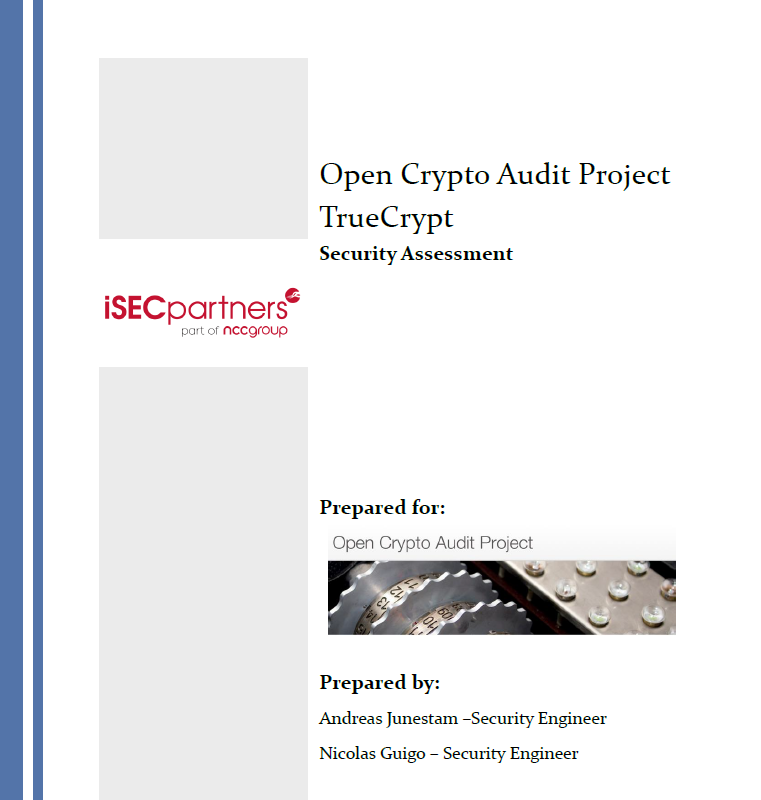 Open Crypto Audit Project
TrueCrypt
Security Assessment
iSECpartners
part of nccgroup
Prepared for:
Open Crypto Audit Project
Prepared by:
Andreas Junestam –Security Engineer
Nicolas Guigo – Security Engineer